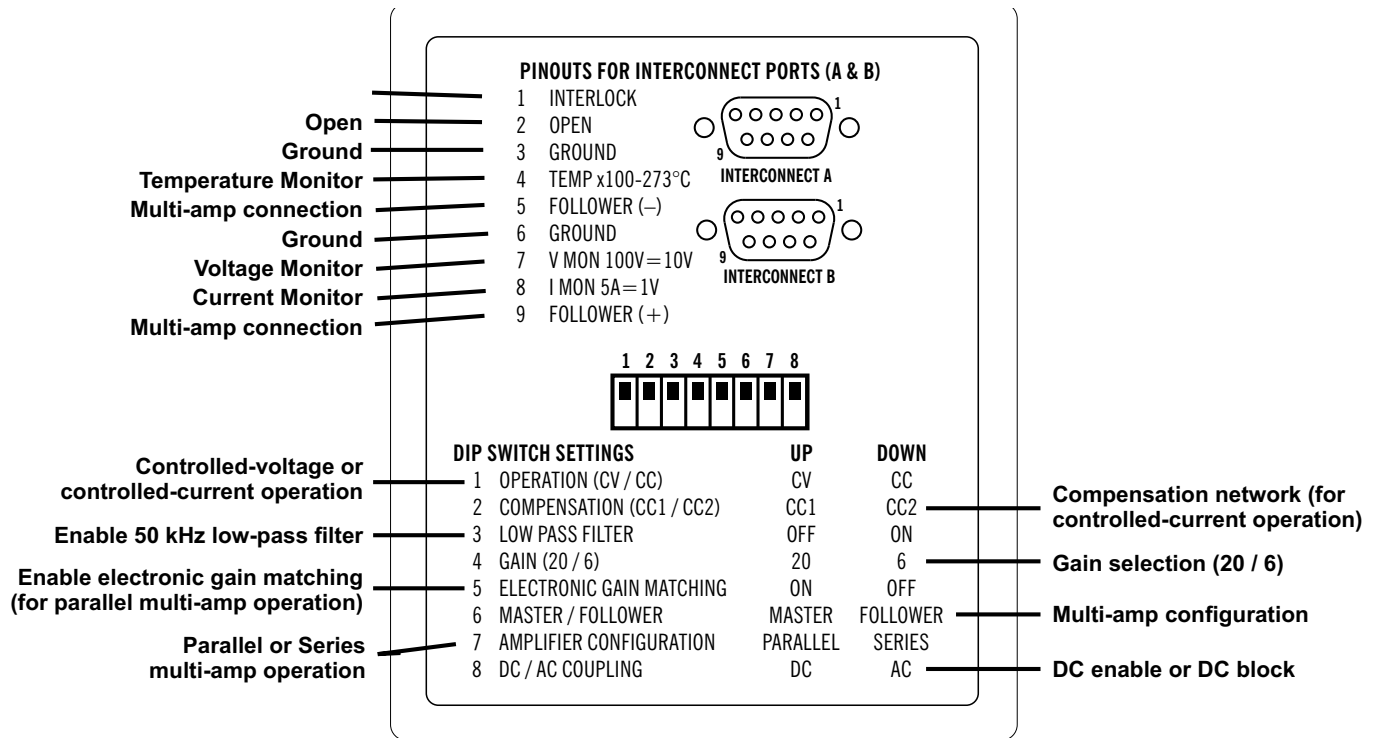 PINOUTS FOR INTERCONNECT PORTS (A & B)
1 INTERLOCK
Open 2 OPEN
Ground 3 GROUND
Temperature Monitor 4 TEMP x100-273°C
Multi-amp connection 5 FOLLOWER (–)
Ground 6 GROUND
Voltage Monitor 7 V MON 100V=10V
Current Monitor 8 I MON 5A=1V
Multi-amp connection 9 FOLLOWER (+)
1
9
INTERCONNECT A
1
9
INTERCONNECT B
1 2 3 4 5 6 7 8
DIP SWITCH SETTINGS UP DOWN
Controlled-voltage or
controlled-current operation
1 OPERATION (CV / CC) CV CC
2 COMPENSATION (CC1 / CC2) CC1 CC2
Compensation network (for
controlled-current operation)
Enable 50 kHz low-pass filter 3 LOW PASS FILTER OFF ON
4 GAIN (20 / 6) 20 6 Gain selection (20 / 6)
Enable electronic gain matching
(for parallel multi-amp operation)
5 ELECTRONIC GAIN MATCHING ON OFF
6 MASTER / FOLLOWER MASTER FOLLOWER Multi-amp configuration
Parallel or Series
multi-amp operation
7 AMPLIFIER CONFIGURATION PARALLEL SERIES
8 DC / AC COUPLING DC AC DC enable or DC block